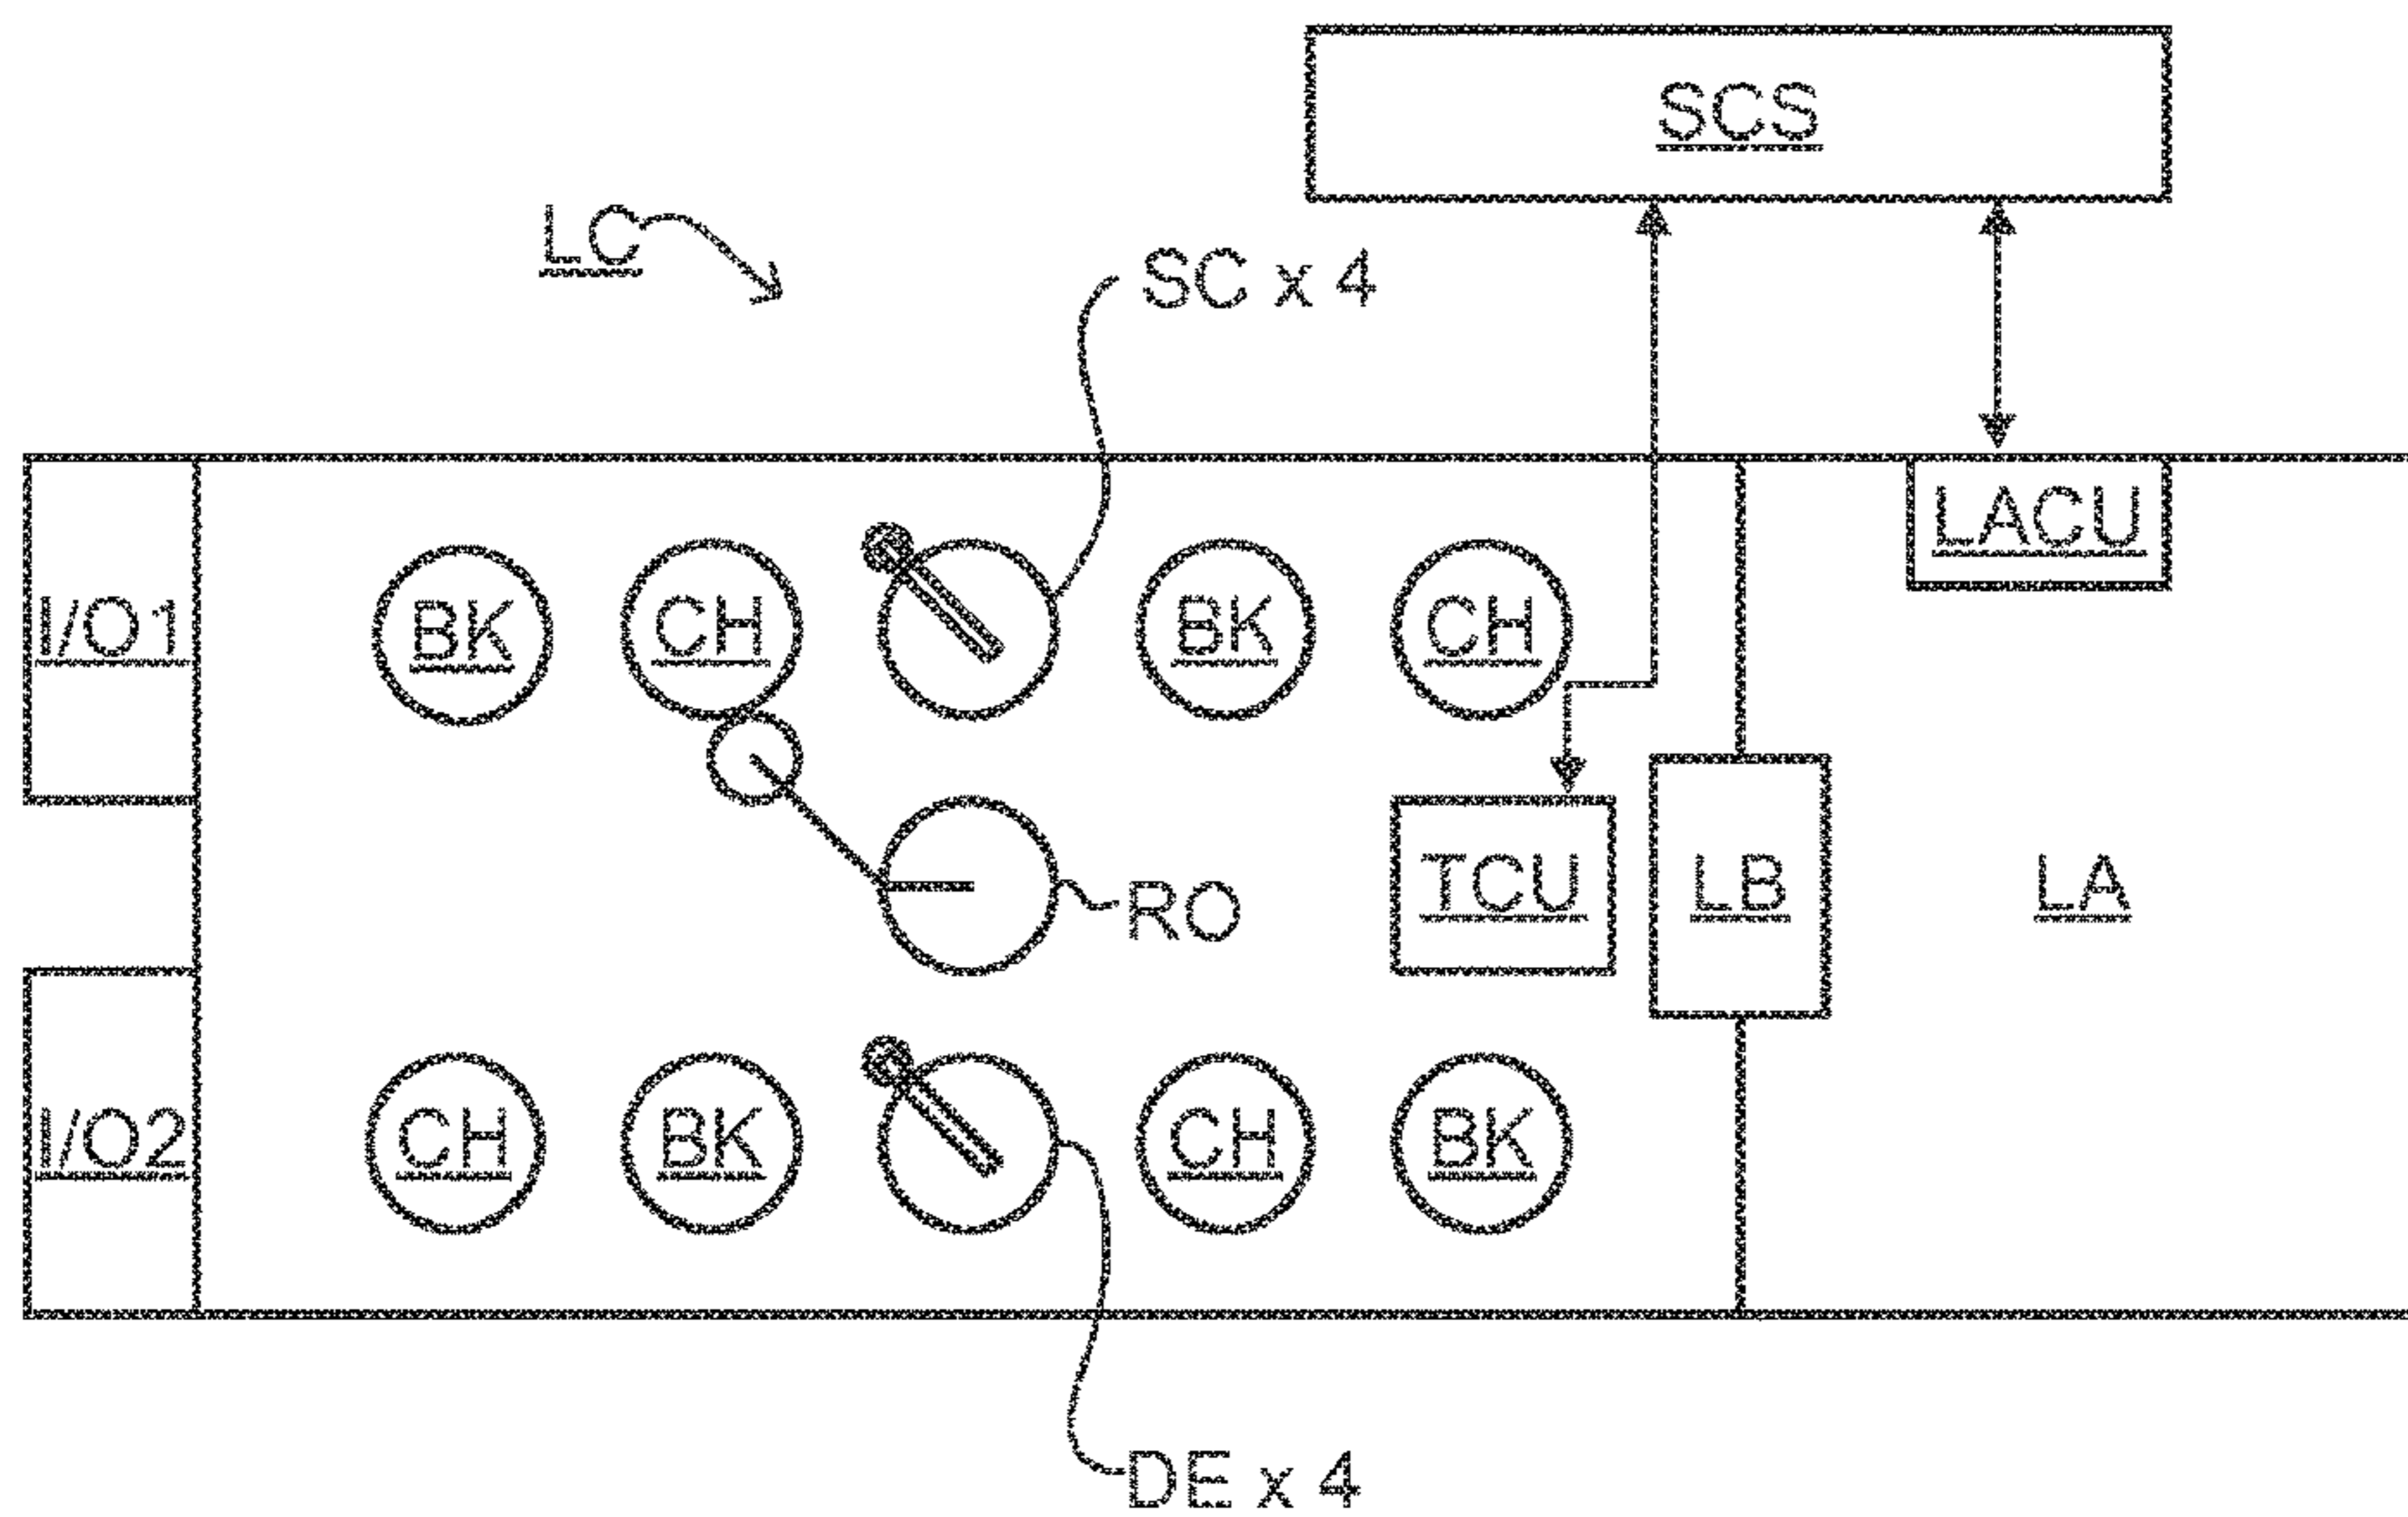 SCS
LC
SC x 4
LACU
I/O1
BK
CH
BK
CH
RO
TCU
LB
LA
I/O2
CH
BK
CH
BK
DE x 4